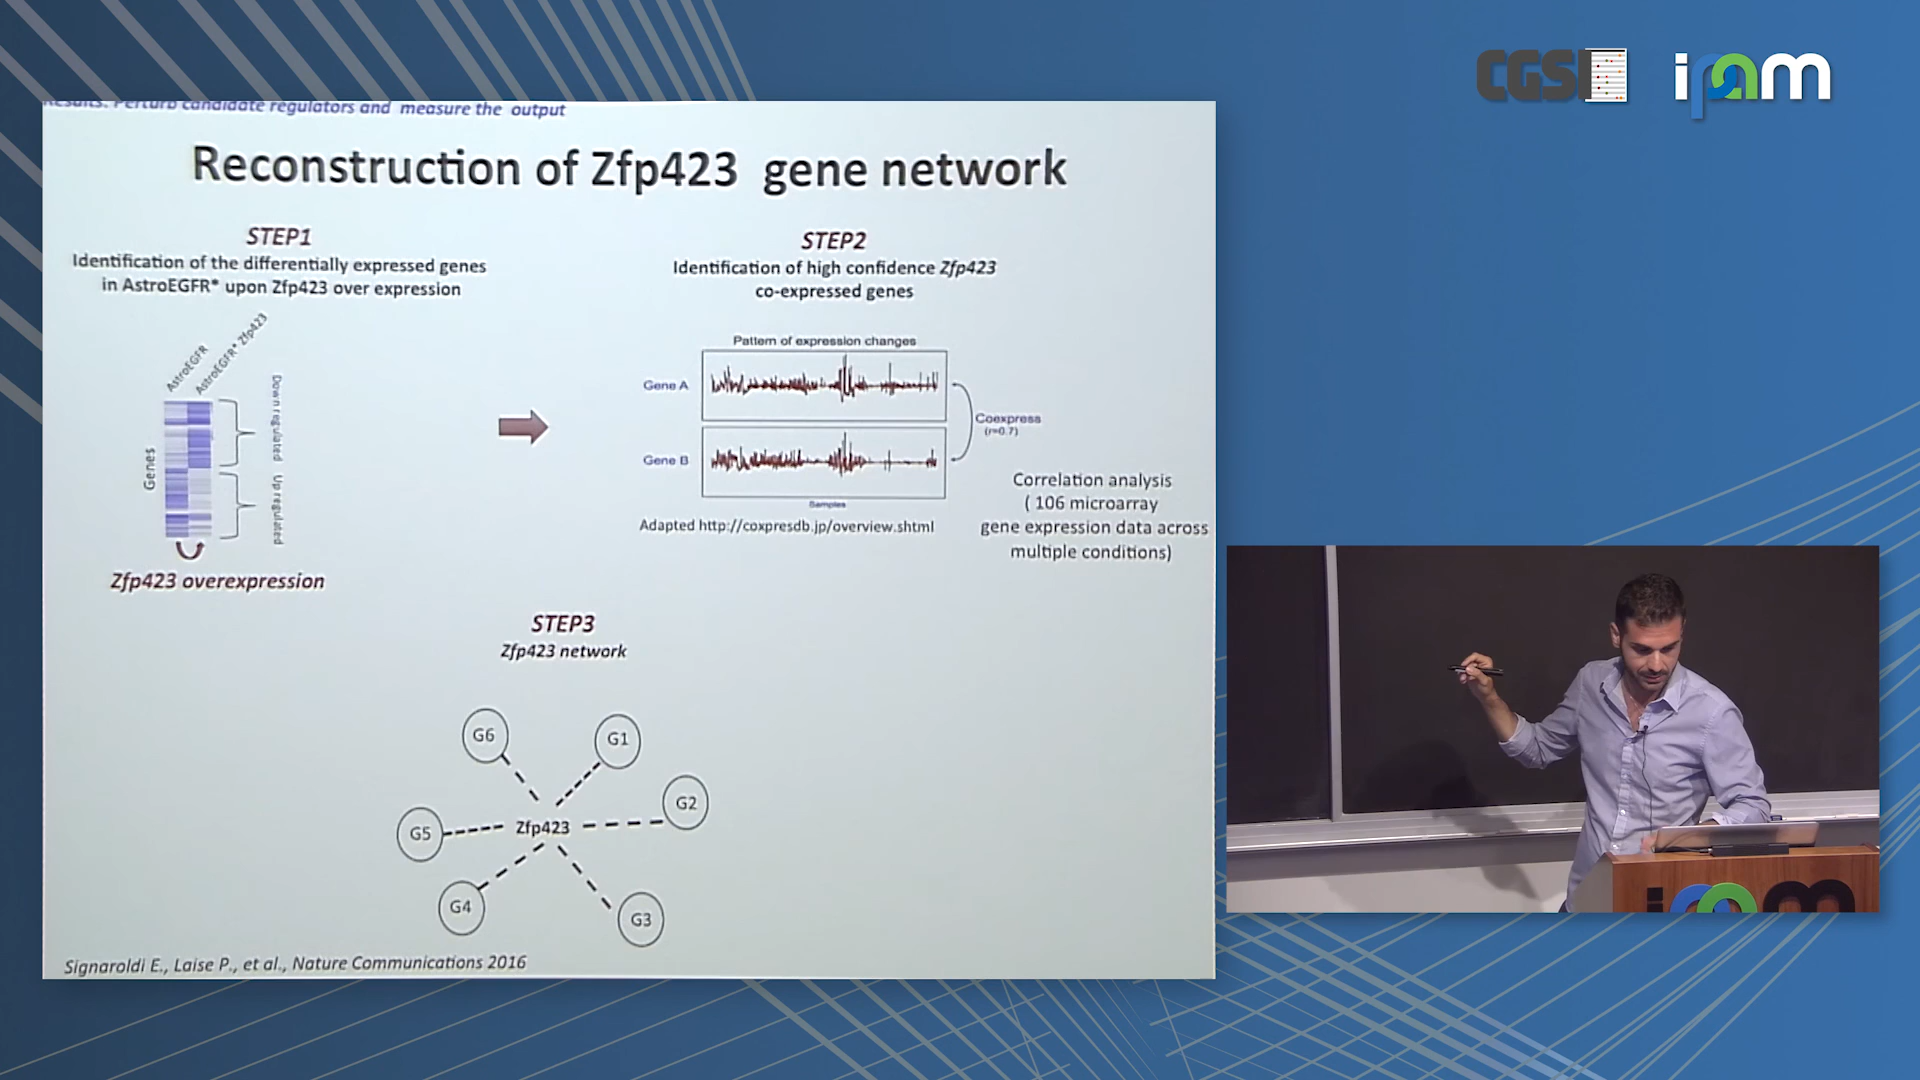 CGSI
ipam
Results: Perturb candidate regulators and measure the output
Reconstruction of Zfp423 gene network
STEP1
Identification of the differentially expressed genes
in AstroEGFR* upon Zfp423 over expression
AstroEGFR
AstroEGFR* Zfp423
Genes
Down regulated
Up regulated
Zfp423 overexpression
STEP2
Identification of high confidence Zfp423
co-expressed genes
Pattern of expression changes
Gene A
Gene B
Coexpress
(r=0.7)
Samples
Adapted http://coxpresdb.jp/overview.shtml
Correlation analysis
( 106 microarray
gene expression data across
multiple conditions)
STEP3
Zfp423 network
G6
G1
G2
G5
Zfp423
G4
G3
Signaroldi E., Laise P., et al., Nature Communications 2016